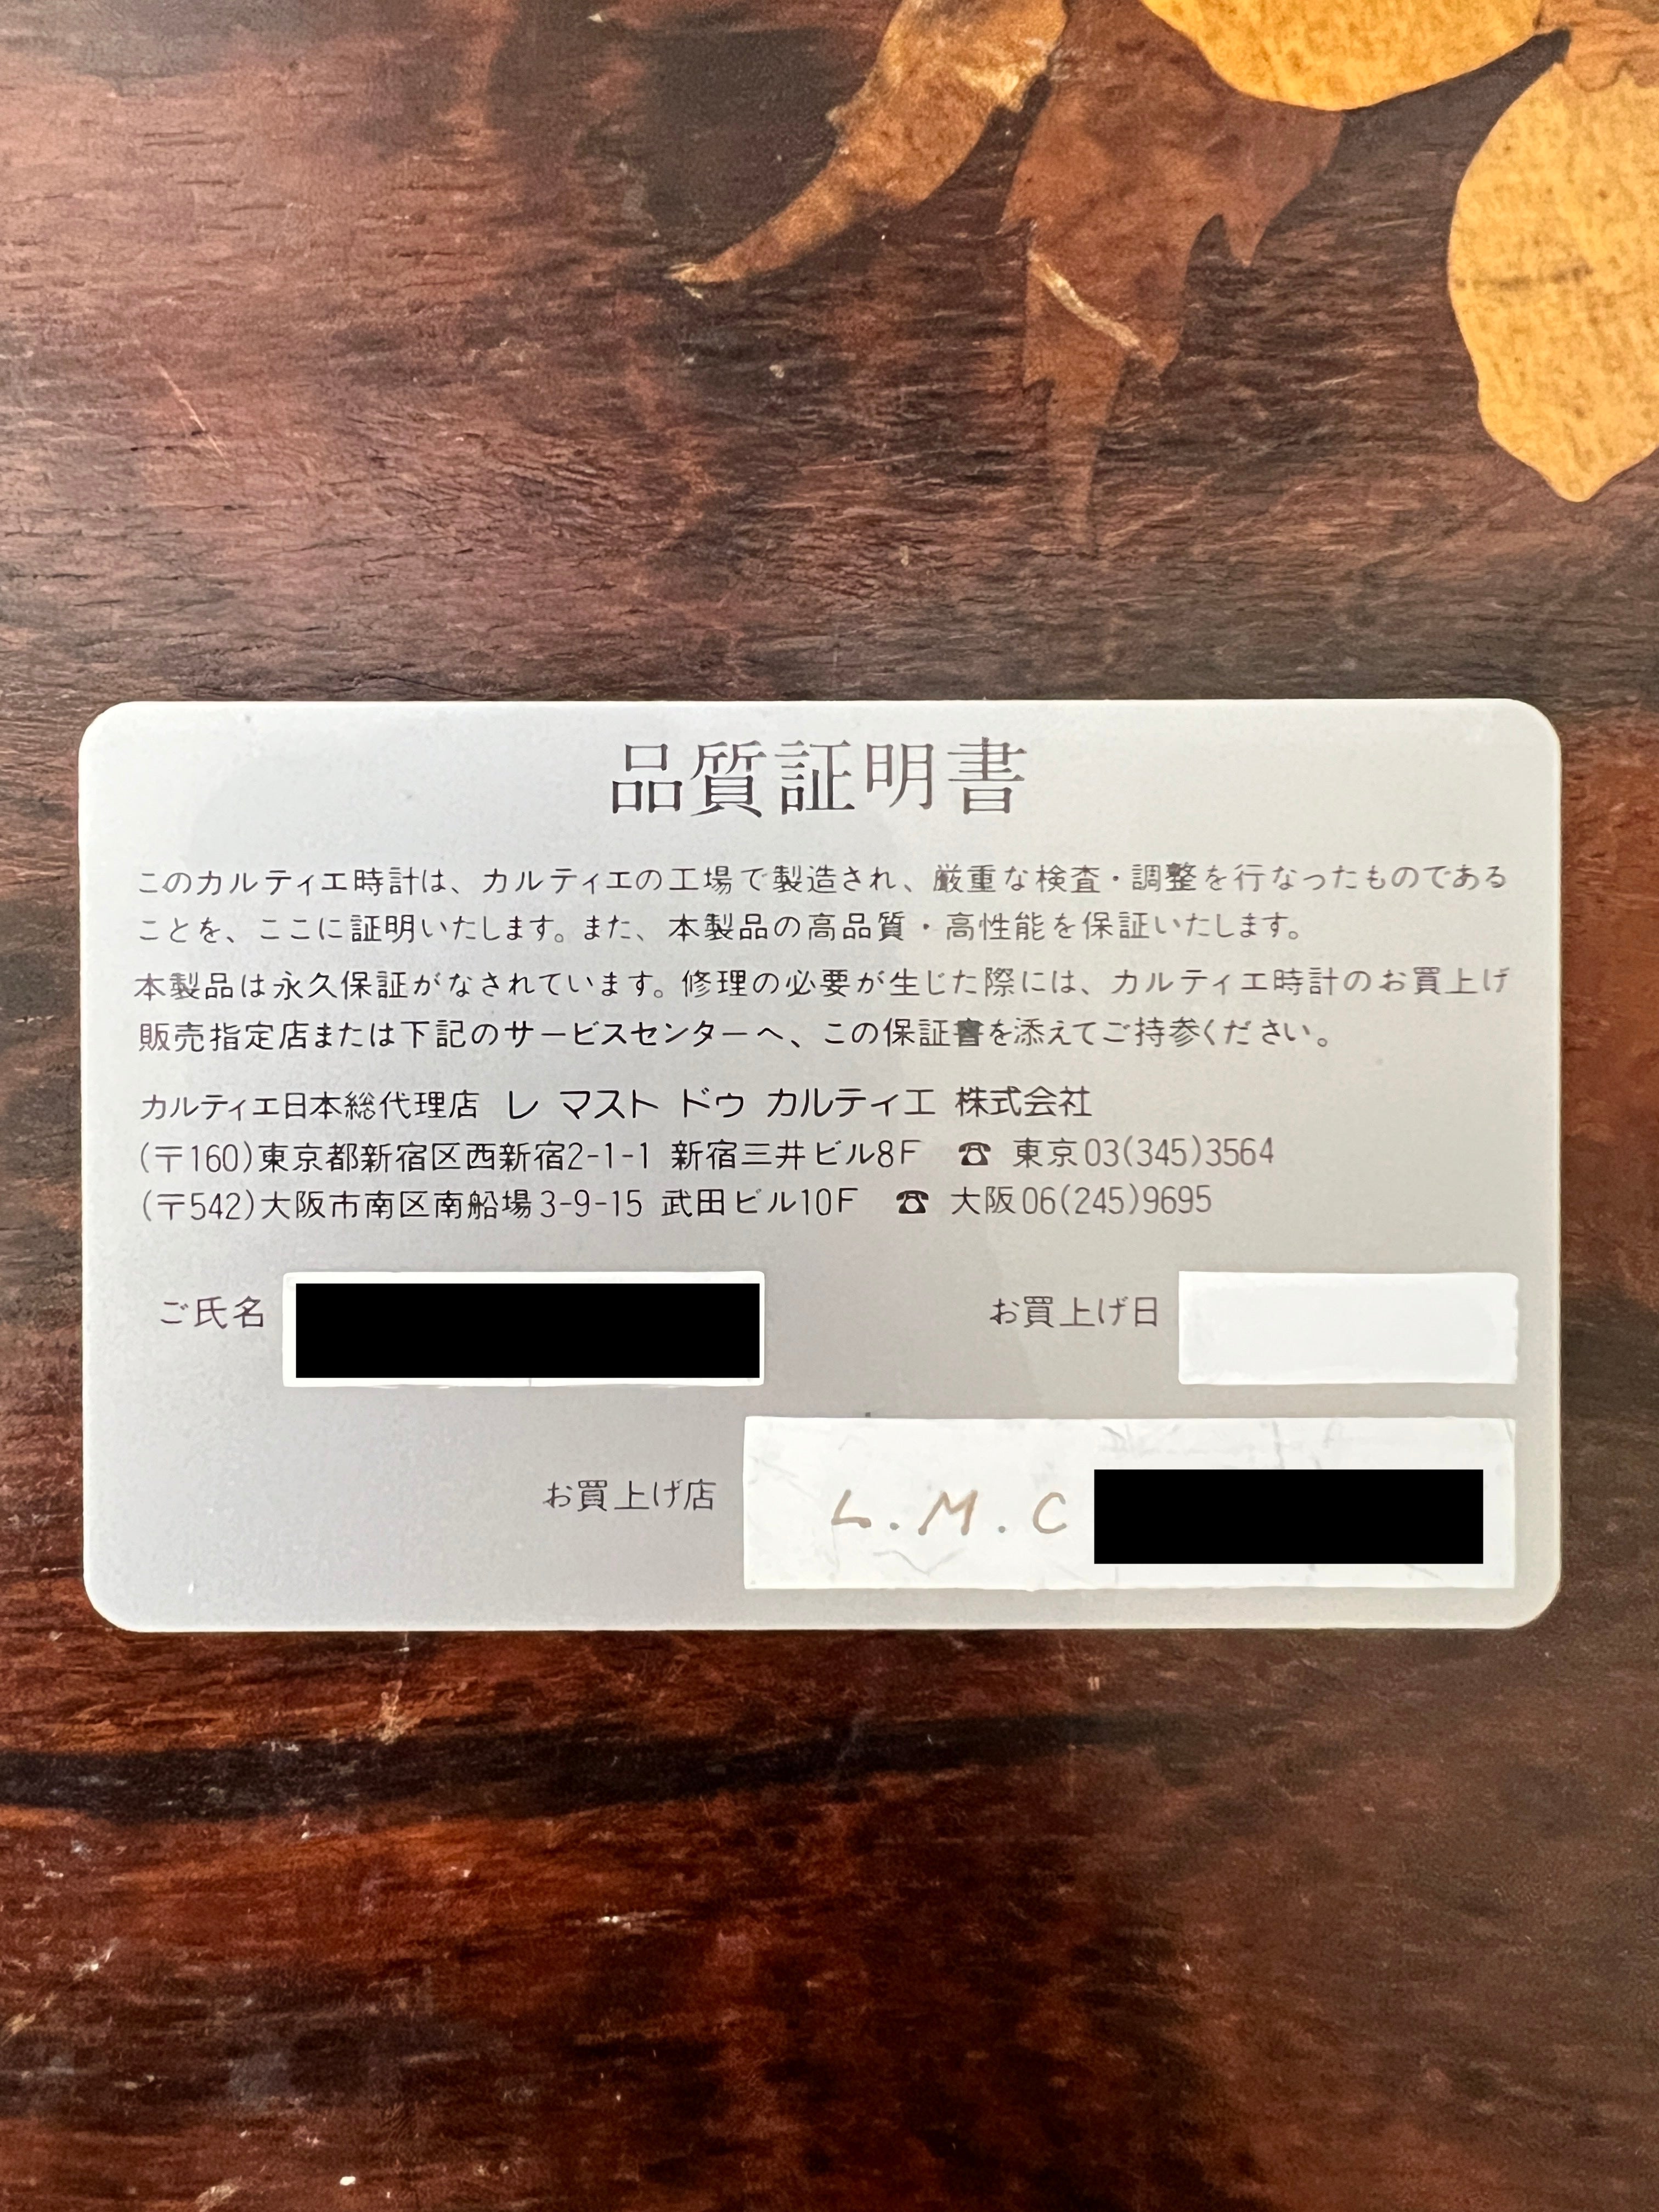 品質証明書
このカルティエ時計は、カルティエの工場で製造され、厳重な検査・調整を行なったものである
ことを、ここに証明いたします。また、本製品の高品質・高性能を保証いたします。
本製品は永久保証がなされています。修理の必要が生じた際には、カルティエ時計のお買上げ
販売指定店または下記のサービスセンターへ、この保証書を添えてご持参ください。
カルティエ日本総代理店 レ マスト ドゥ カルティエ 株式会社
(〒160)東京都新宿区西新宿2-1-1 新宿三井ビル8F ☎ 東京03(345)3564
(〒542)大阪市南区南船場3-9-15 武田ビル10F ☎ 大阪06(245)9695
ご氏名 お買上げ日
お買上げ店 L.M.C